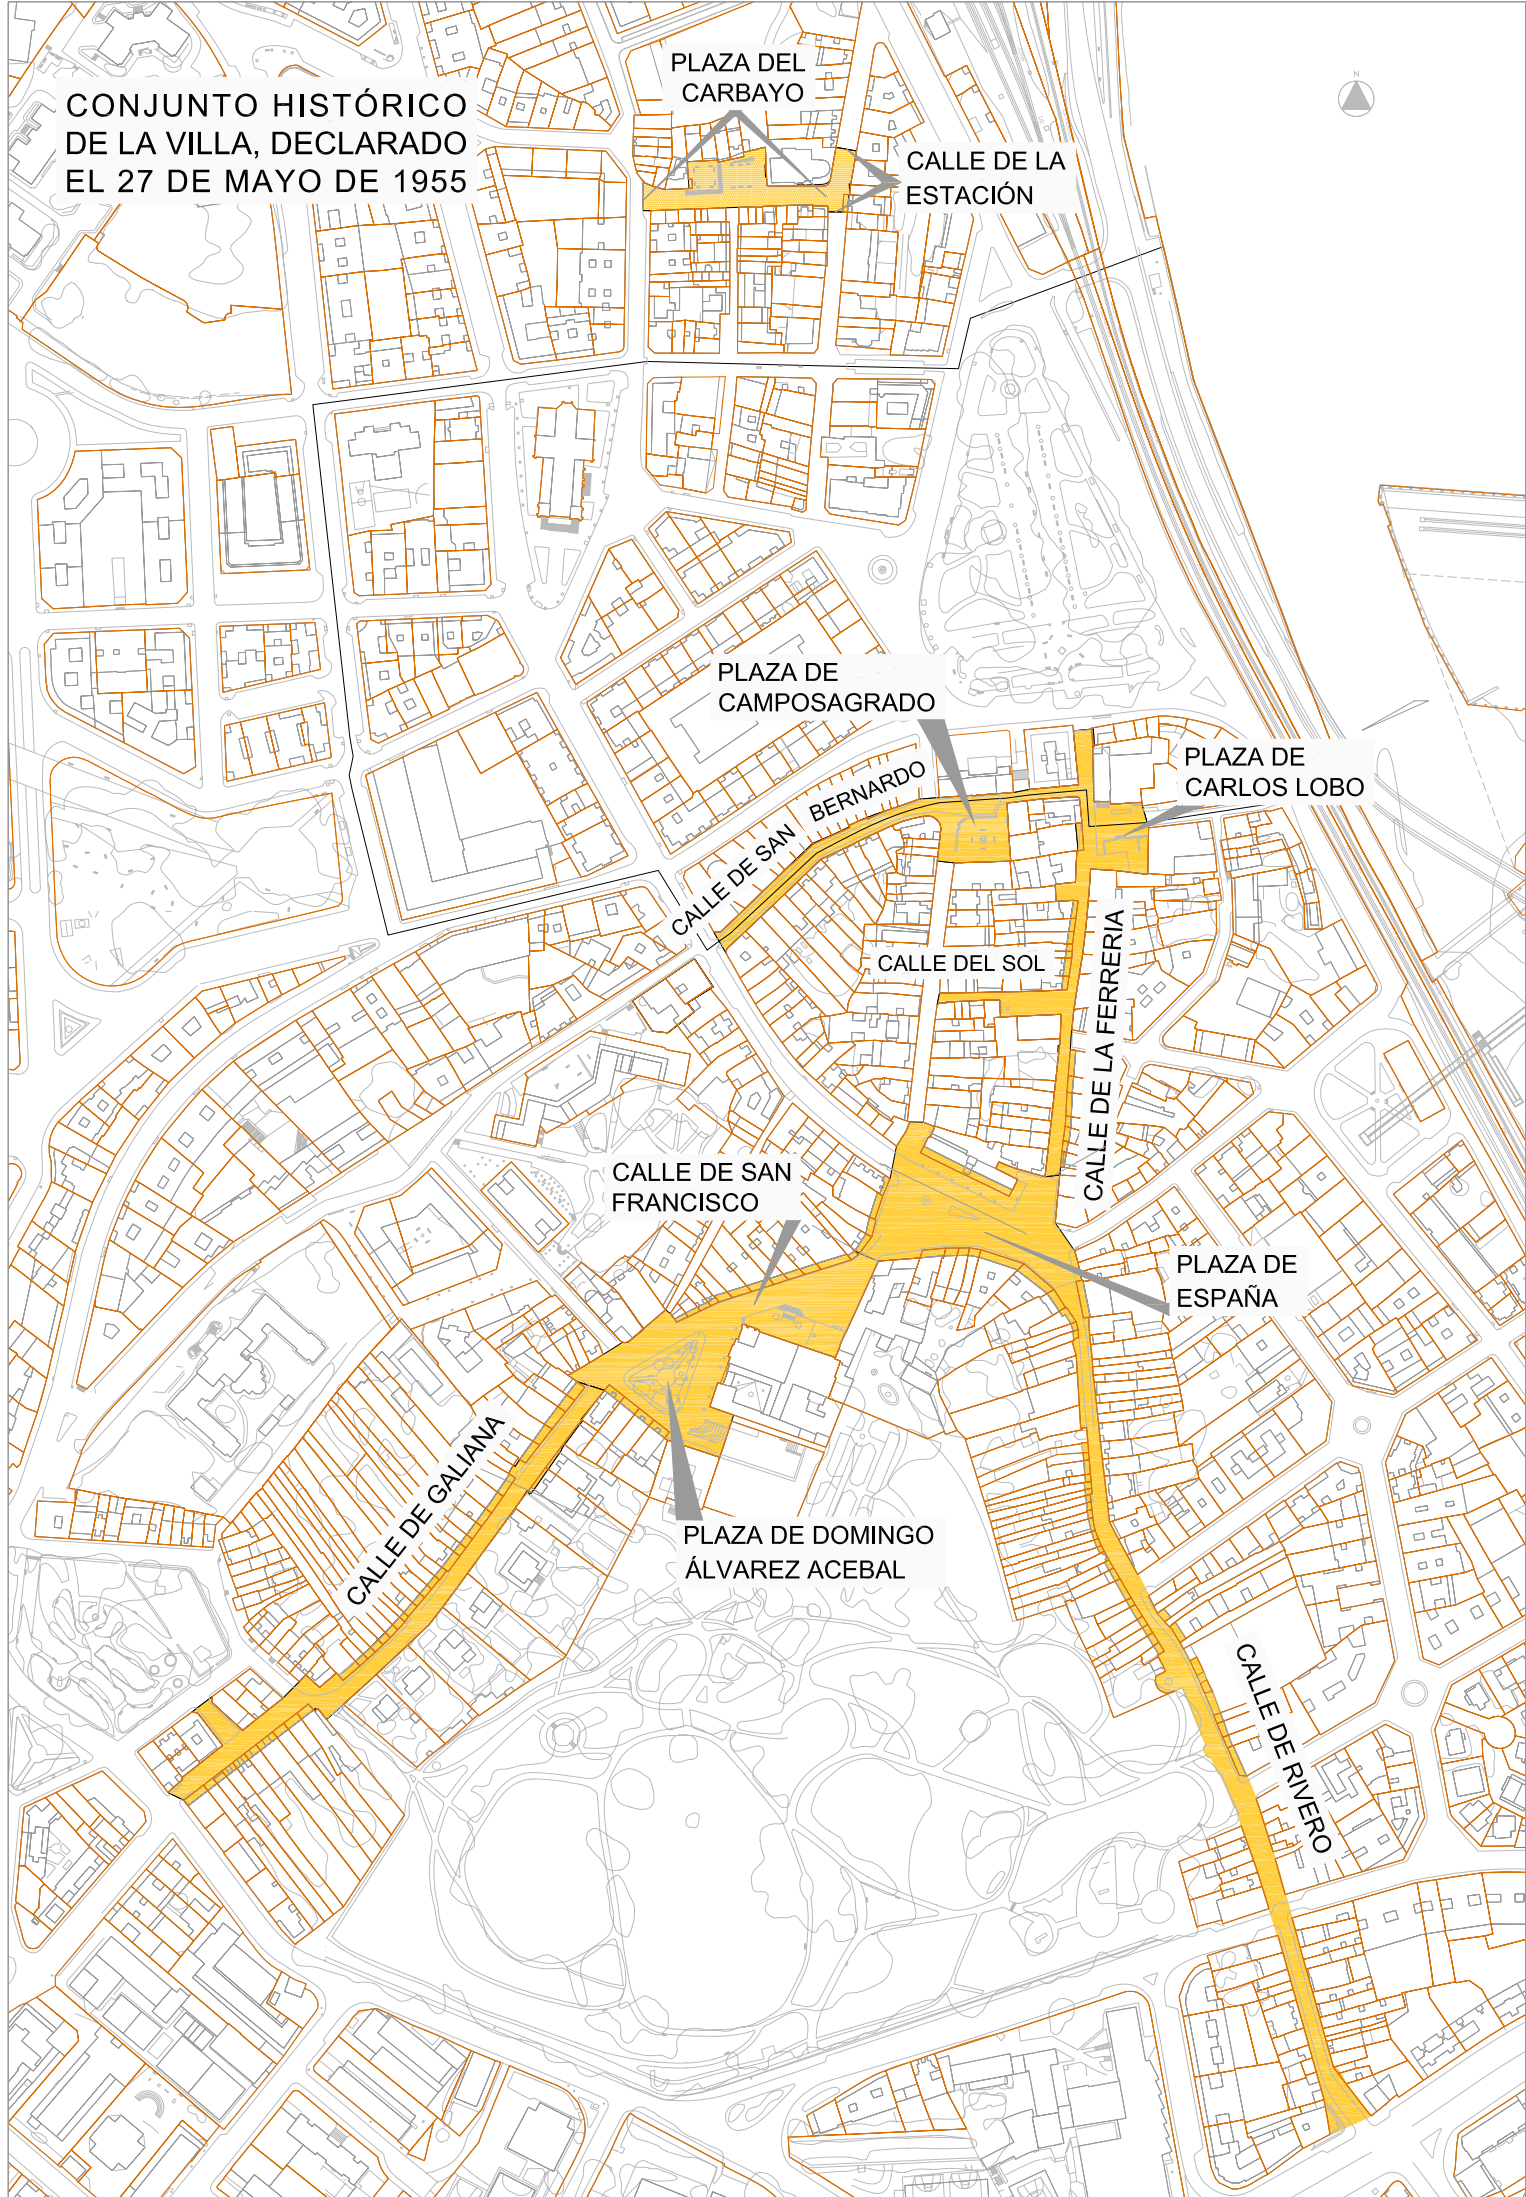 CONJUNTO HISTÓRICO
DE LA VILLA, DECLARADO
EL 27 DE MAYO DE 1955
PLAZA DEL
CARBAYO
N
CALLE DE LA
ESTACIÓN
PLAZA DE
CAMPOSAGRADO
PLAZA DE
CARLOS LOBO
CALLE DE SAN BERNARDO
CALLE DEL SOL
CALLE DE LA FERRERIA
CALLE DE SAN
FRANCISCO
PLAZA DE
ESPAÑA
CALLE DE GALIANA
PLAZA DE DOMINGO
ÁLVAREZ ACEBAL
CALLE DE RIVERO